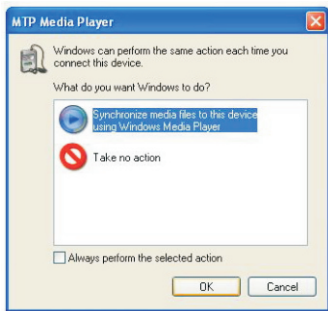 MTP Media Player
Windows can perform the same action each time you
connect this device.
What do you want Windows to do?
Synchronize media files to this device
using Windows Media Player
Take no action
Always perform the selected action
OK Cancel